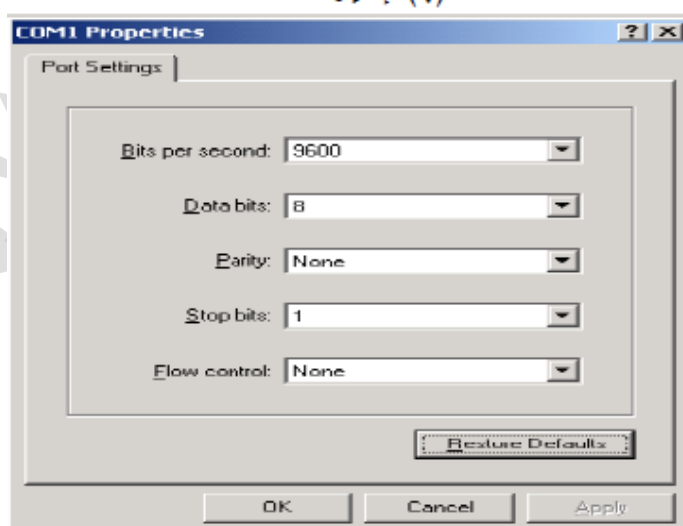 COM1 Properties
Port Settings
Bits per second: 9600
Data bits: 8
Parity: None
Stop bits: 1
Flow control: None
Restore Defaults
OK Cancel Apply